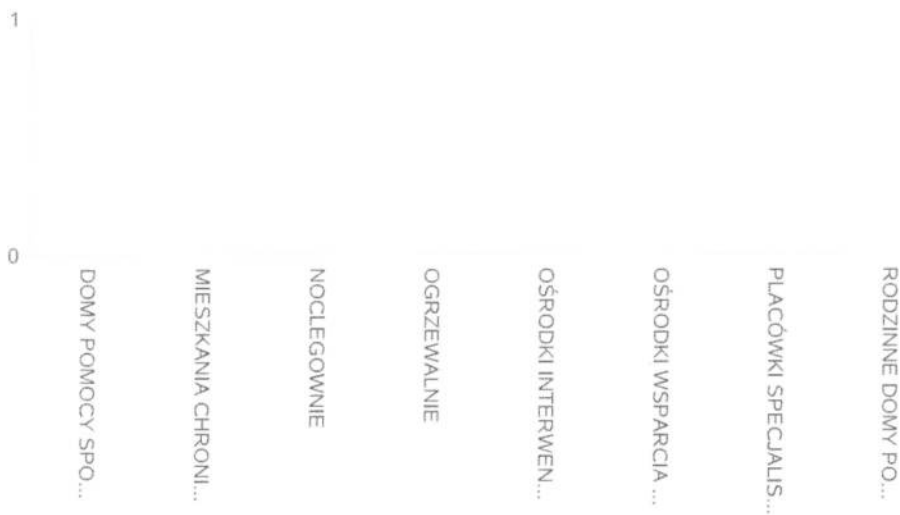 1
0
DOMY POMOCY SPO...
MIESZKANIA CHRONI...
NOCLEGOWNIE
OGRZEWALNIE
OŚRODKI INTERWEN...
OŚRODKI WSPARCIA ...
PLACÓWKI SPECJALIS...
RODZINNE DOMY PO...